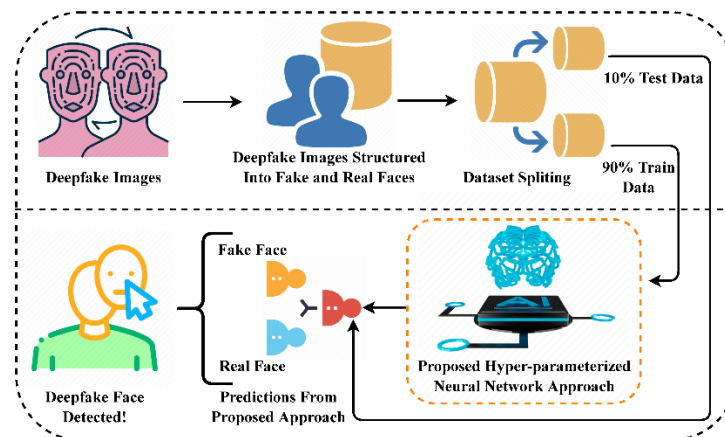 10% Test Data
Deepfake Images
Deepfake Images Structured
Into Fake and Real Faces
Dataset Spliting
90% Train
Data
Fake Face
Real Face
Deepfake Face
Detected!
Predictions From
Proposed Approach
AI
Proposed Hyper-parameterized
Neural Network Approach